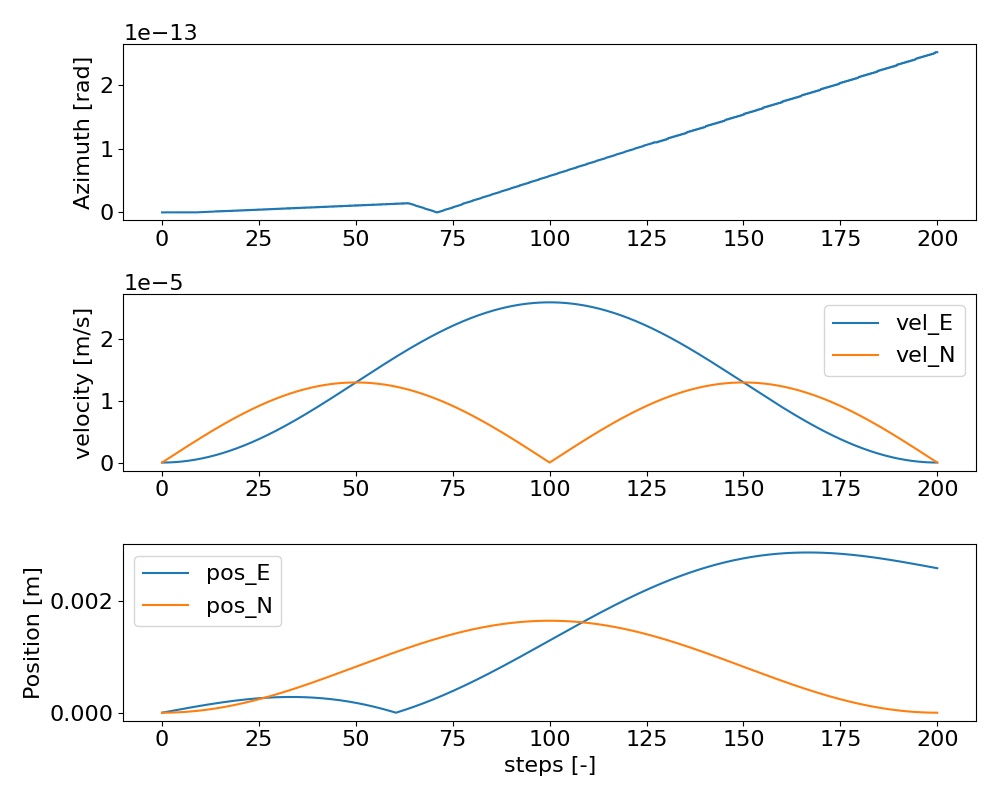 1e−13
Azimuth [rad]
2
1
0
0 25 50 75 100 125 150 175 200
1e−5
velocity [m/s]
2
1
0
vel_E
vel_N
0 25 50 75 100 125 150 175 200
Position [m]
0.002
0.000
pos_E
pos_N
0 25 50 75 100 125 150 175 200
steps [-]